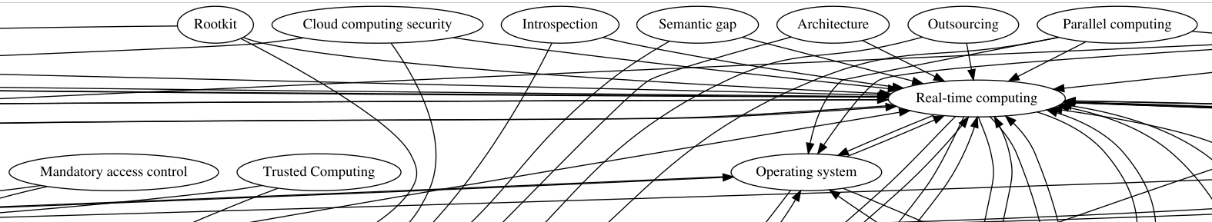 Rootkit
Cloud computing security
Introspection
Semantic gap
Architecture
Outsourcing
Parallel computing
Real-time computing
Mandatory access control
Trusted Computing
Operating system